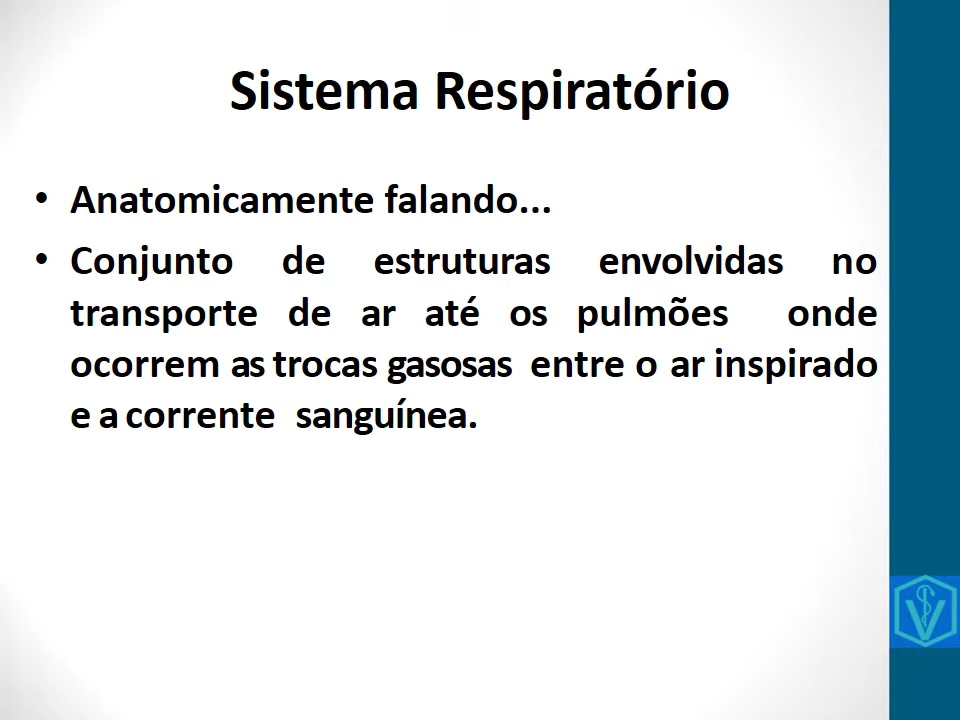 Sistema Respiratório
• Anatomicamente falando...
• Conjunto de estruturas envolvidas no
transporte de ar até os pulmões onde
ocorrem as trocas gasosas entre o ar inspirado
e a corrente sanguínea.
V